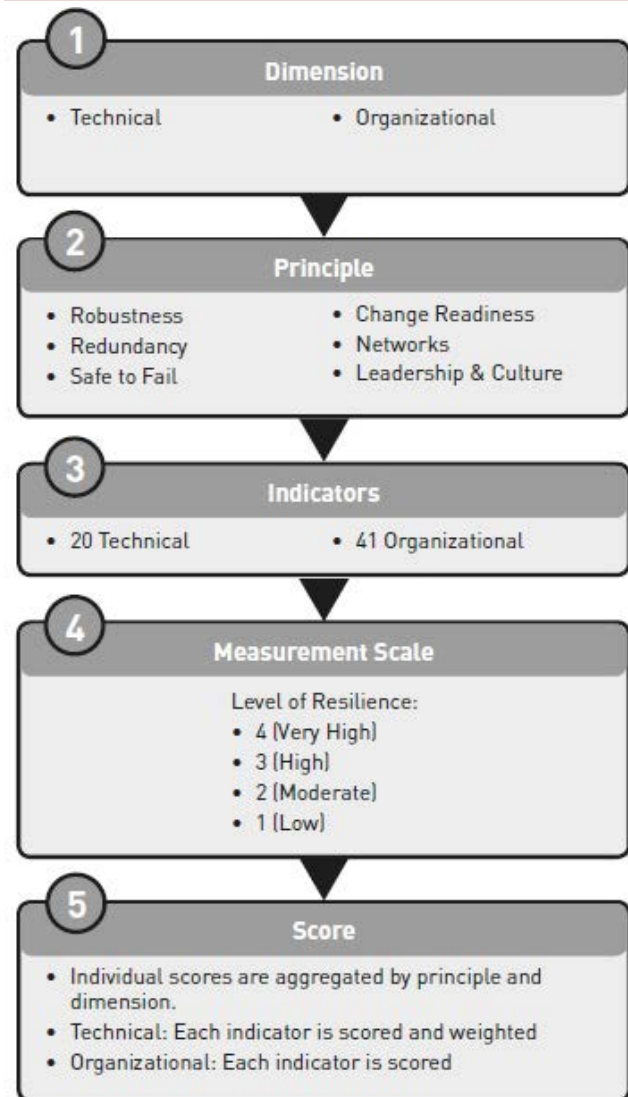 1
Dimension
• Technical
• Organizational
2
Principle
• Robustness
• Redundancy
• Safe to Fail
• Change Readiness
• Networks
• Leadership & Culture
3
Indicators
• 20 Technical
• 41 Organizational
4
Measurement Scale
Level of Resilience:
• 4 (Very High)
• 3 (High)
• 2 (Moderate)
• 1 (Low)
5
Score
• Individual scores are aggregated by principle and
dimension.
• Technical: Each indicator is scored and weighted
• Organizational: Each indicator is scored